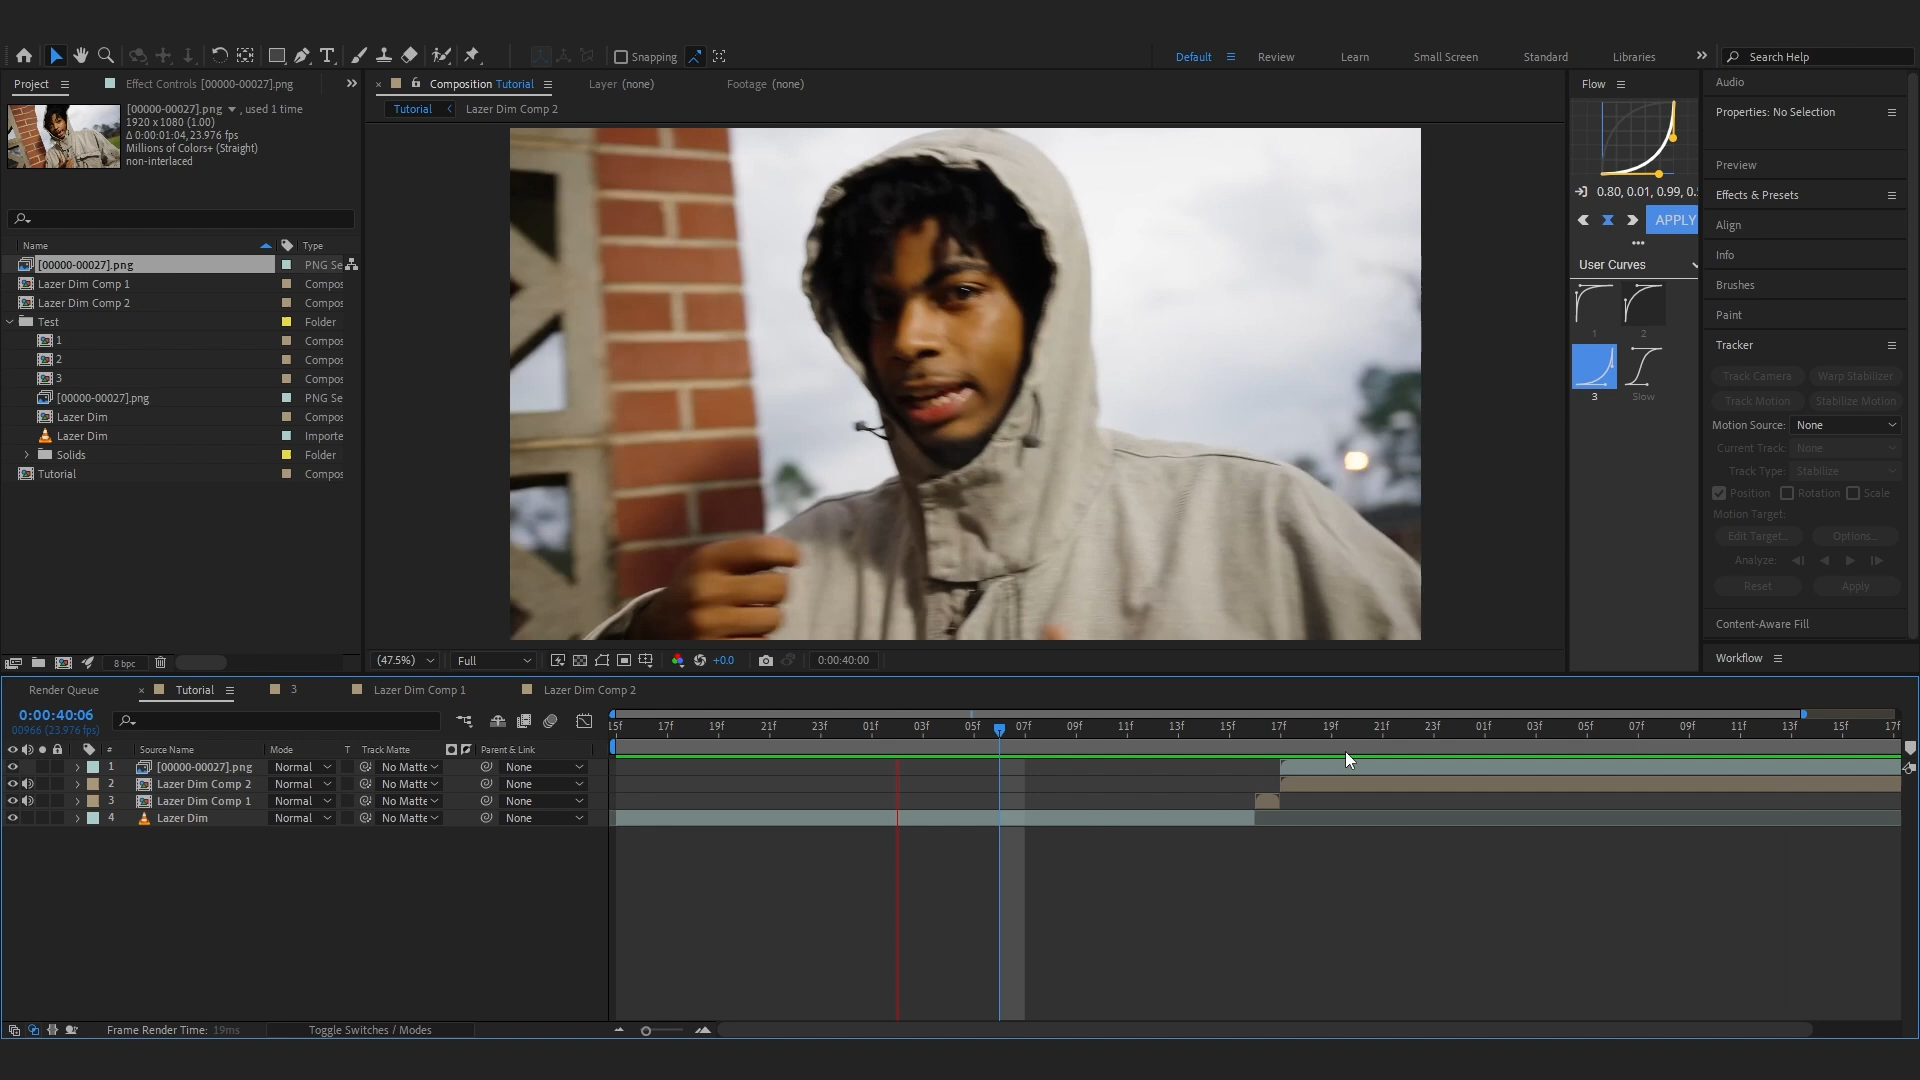 Snapping
Default
Review
Learn
Small Screen
Standard
Libraries
Search Help
Project
Effect Controls [00000-00027].png
Composition Tutorial
Layer (none)
Footage (none)
Flow
Audio
Tutorial
Lazer Dim Comp 2
[00000-00027].png , used 1 time
1920 x 1080 (1.00)
Δ 0:00:01:04, 23.976 fps
Millions of Colors+ (Straight)
non-interlaced
Properties: No Selection
Preview
Effects & Presets
Align
Info
Brushes
Paint
Tracker
0.80, 0.01, 0.99, 0.
APPLY
User Curves
1
2
3
Slow
Name
Type
[00000-00027].png
PNG Se
Lazer Dim Comp 1
Compos
Lazer Dim Comp 2
Compos
Test
Folder
1
Compos
2
Compos
3
Compos
[00000-00027].png
PNG Se
Lazer Dim
Compos
Lazer Dim
Importe
Solids
Folder
Tutorial
Compos
Track Camera
Warp Stabilizer
Track Motion
Stabilize Motion
Motion Source: None
Current Track: None
Track Type: Stabilize
Position
Rotation
Scale
Motion Target:
Edit Target...
Options...
Analyze:
Reset
Apply
Content-Aware Fill
Workflow
8 bpc
(47.5%)
Full
+0.0
0:00:40:00
Render Queue
Tutorial
3
Lazer Dim Comp 1
Lazer Dim Comp 2
0:00:40:06
00966 (23.976 fps)
15f 17f 19f 21f 23f 01f 03f 05f 07f 09f 11f 13f 15f 17f 19f 21f 23f 01f 03f 05f 07f 09f 11f 13f 15f 17f
# Source Name Mode T Track Matte Parent & Link
1 [00000-00027].png Normal No Matte None
2 Lazer Dim Comp 2 Normal No Matte None
3 Lazer Dim Comp 1 Normal No Matte None
4 Lazer Dim Normal No Matte None
Frame Render Time: 19ms
Toggle Switches / Modes